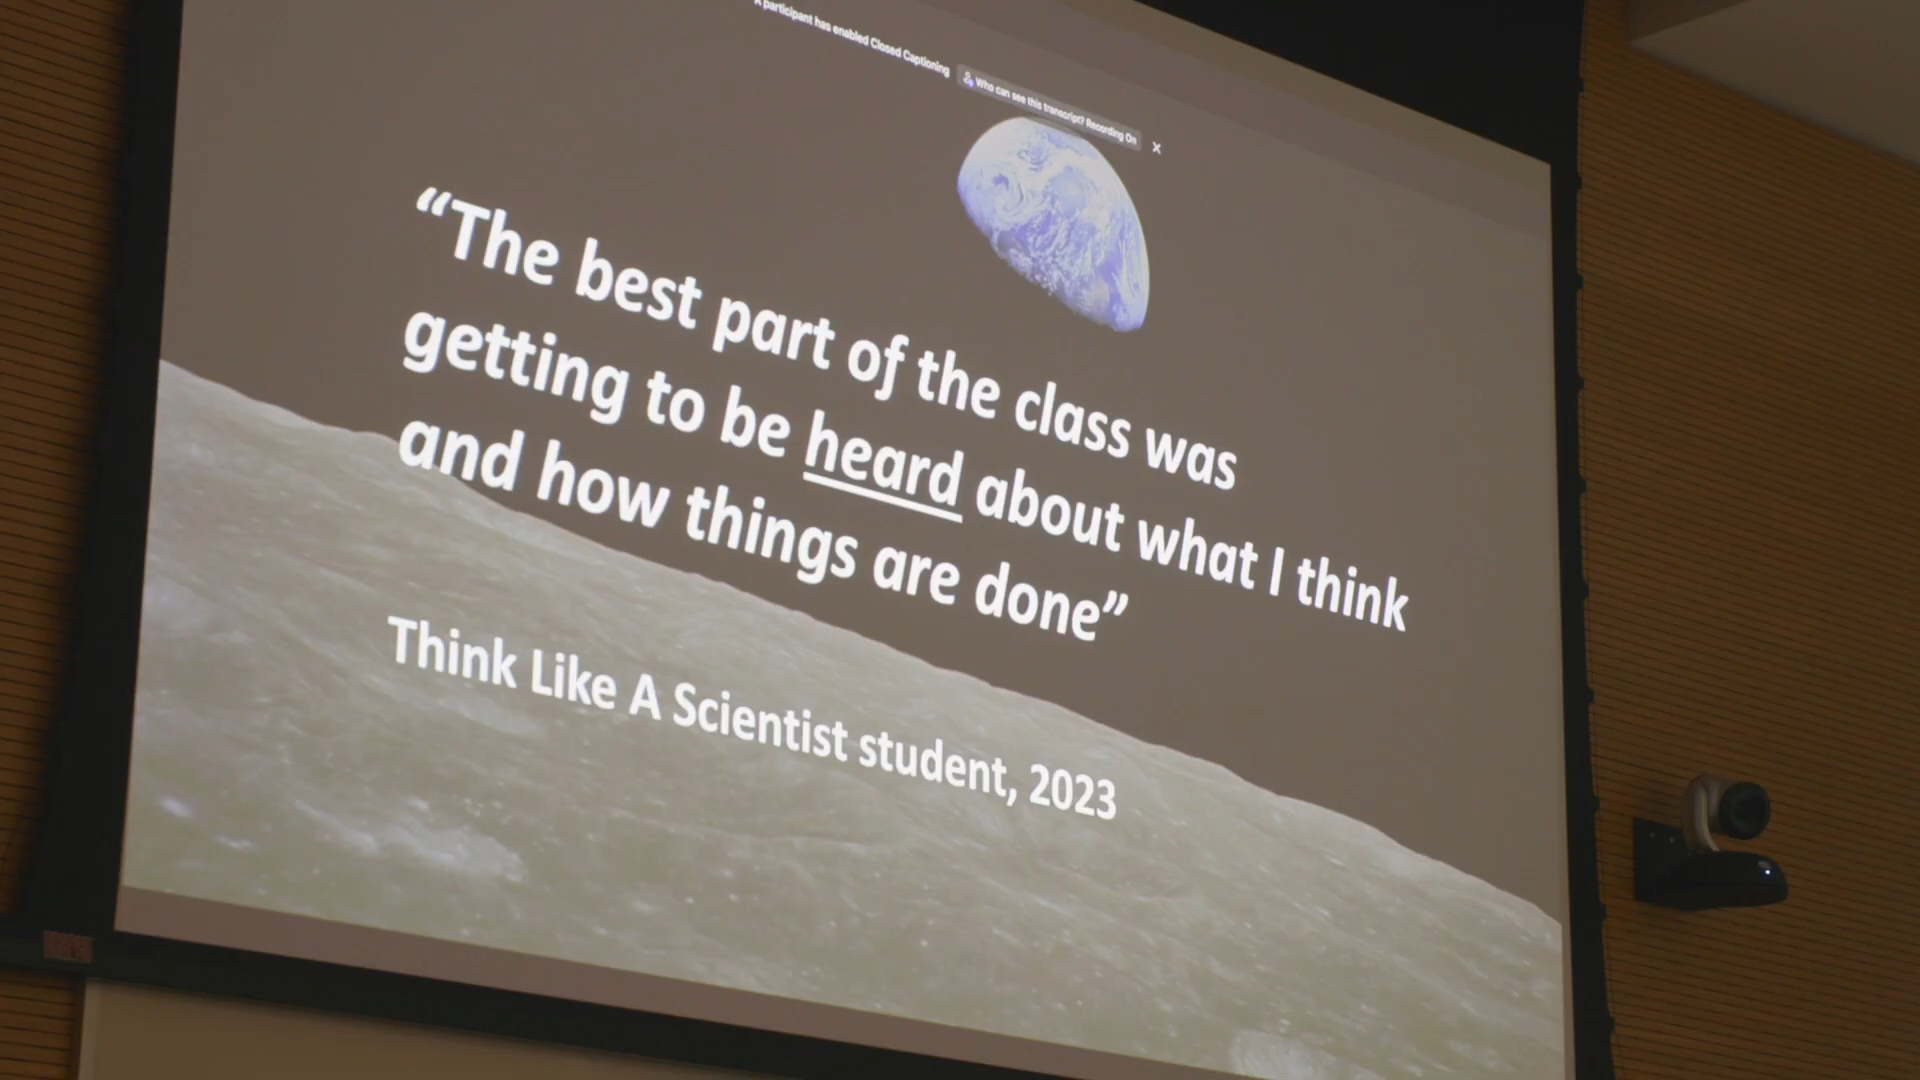 A participant has enabled Closed Captioning
Who can see this transcript? Recording On
“The best part of the class was
getting to be heard about what I think
and how things are done”
Think Like A Scientist student, 2023